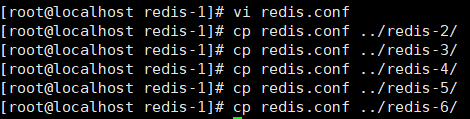 [root@localhost redis-1]# vi redis.conf
[root@localhost redis-1]# cp redis.conf ../redis-2/
[root@localhost redis-1]# cp redis.conf ../redis-3/
[root@localhost redis-1]# cp redis.conf ../redis-4/
[root@localhost redis-1]# cp redis.conf ../redis-5/
[root@localhost redis-1]# cp redis.conf ../redis-6/